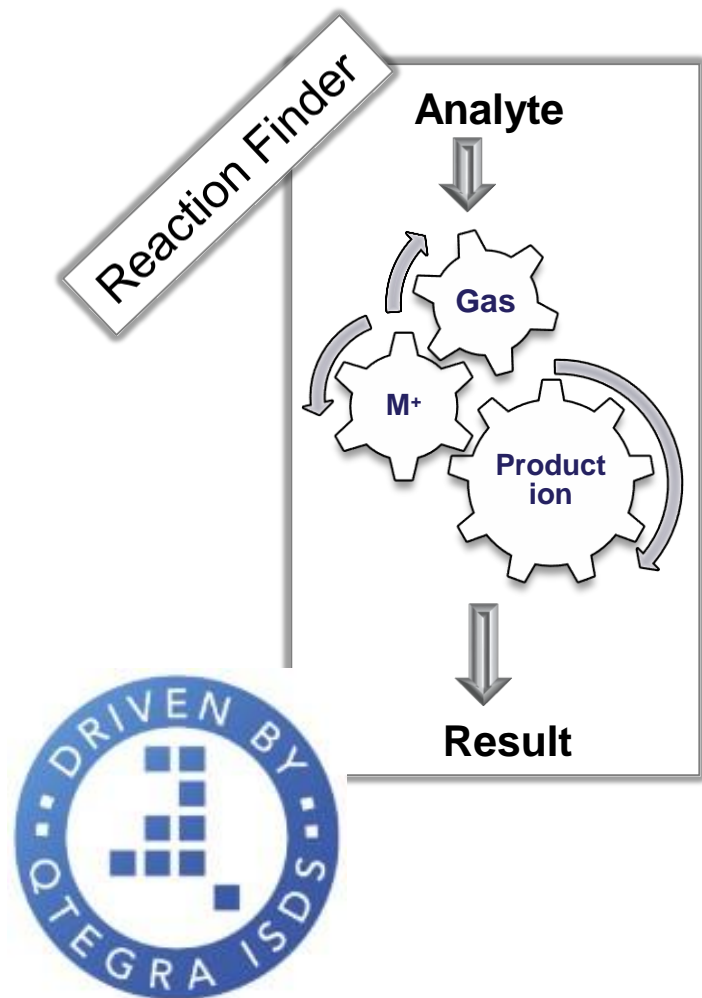 Reaction Finder
Analyte
Gas
M⁺
Product
ion
Result
DRIVEN BY
QTEGRA ISDS